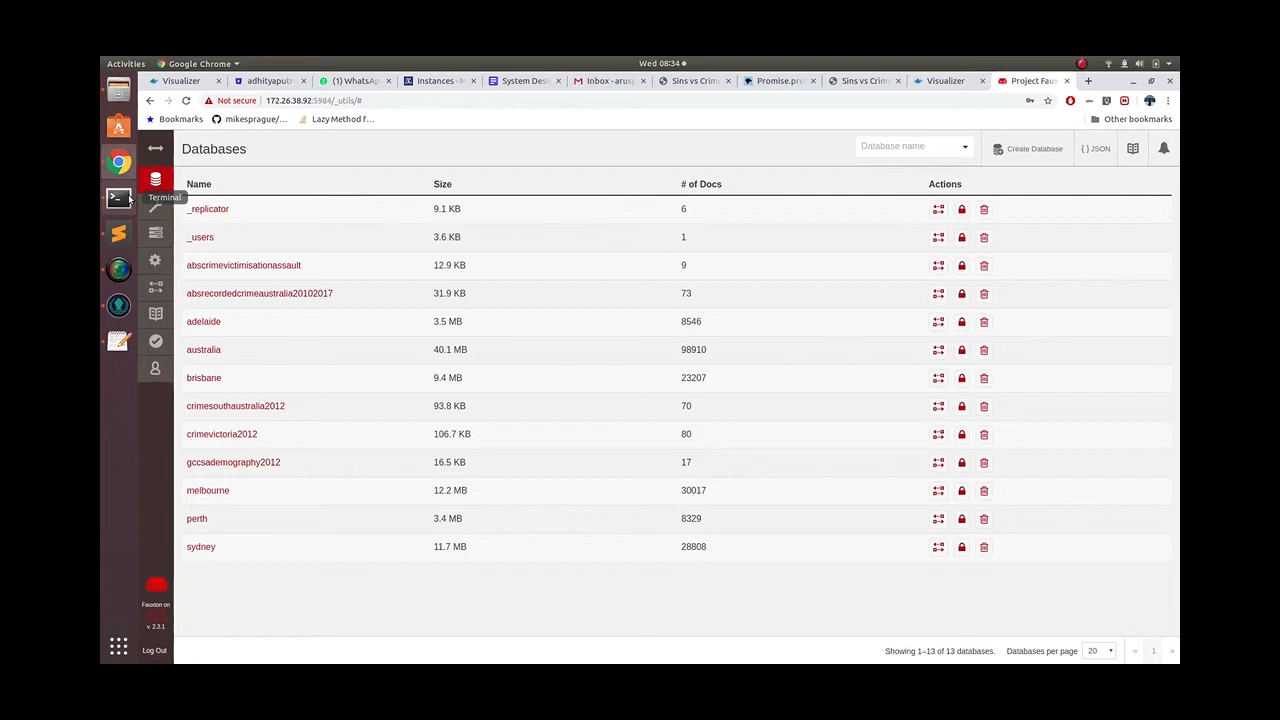 Activities Google Chrome Wed 08:34
Visualizer adhityaputr (1) WhatsAp Instances - System Desi Inbox - arusp Sins vs Crim Promise.pro Sins vs Crim Visualizer Project Faux
Not secure 172.26.38.92:5984/_utils/#
Bookmarks mikesprague/... Lazy Method f... Other bookmarks
Databases Database name Create Database { } JSON
Name Size # of Docs Actions
Terminal
_replicator 9.1 KB 6
_users 3.6 KB 1
abscrimevictimisationassault 12.9 KB 9
absrecordedcrimeaustralia20102017 31.9 KB 73
adelaide 3.5 MB 8546
australia 40.1 MB 98910
brisbane 9.4 MB 23207
crimesouthaustralia2012 93.8 KB 70
crimevictoria2012 106.7 KB 80
gccsademography2012 16.5 KB 17
melbourne 12.2 MB 30017
perth 3.4 MB 8329
sydney 11.7 MB 28808
Fauxton on
v. 2.3.1
Log Out
Showing 1–13 of 13 databases. Databases per page 20 « 1 »